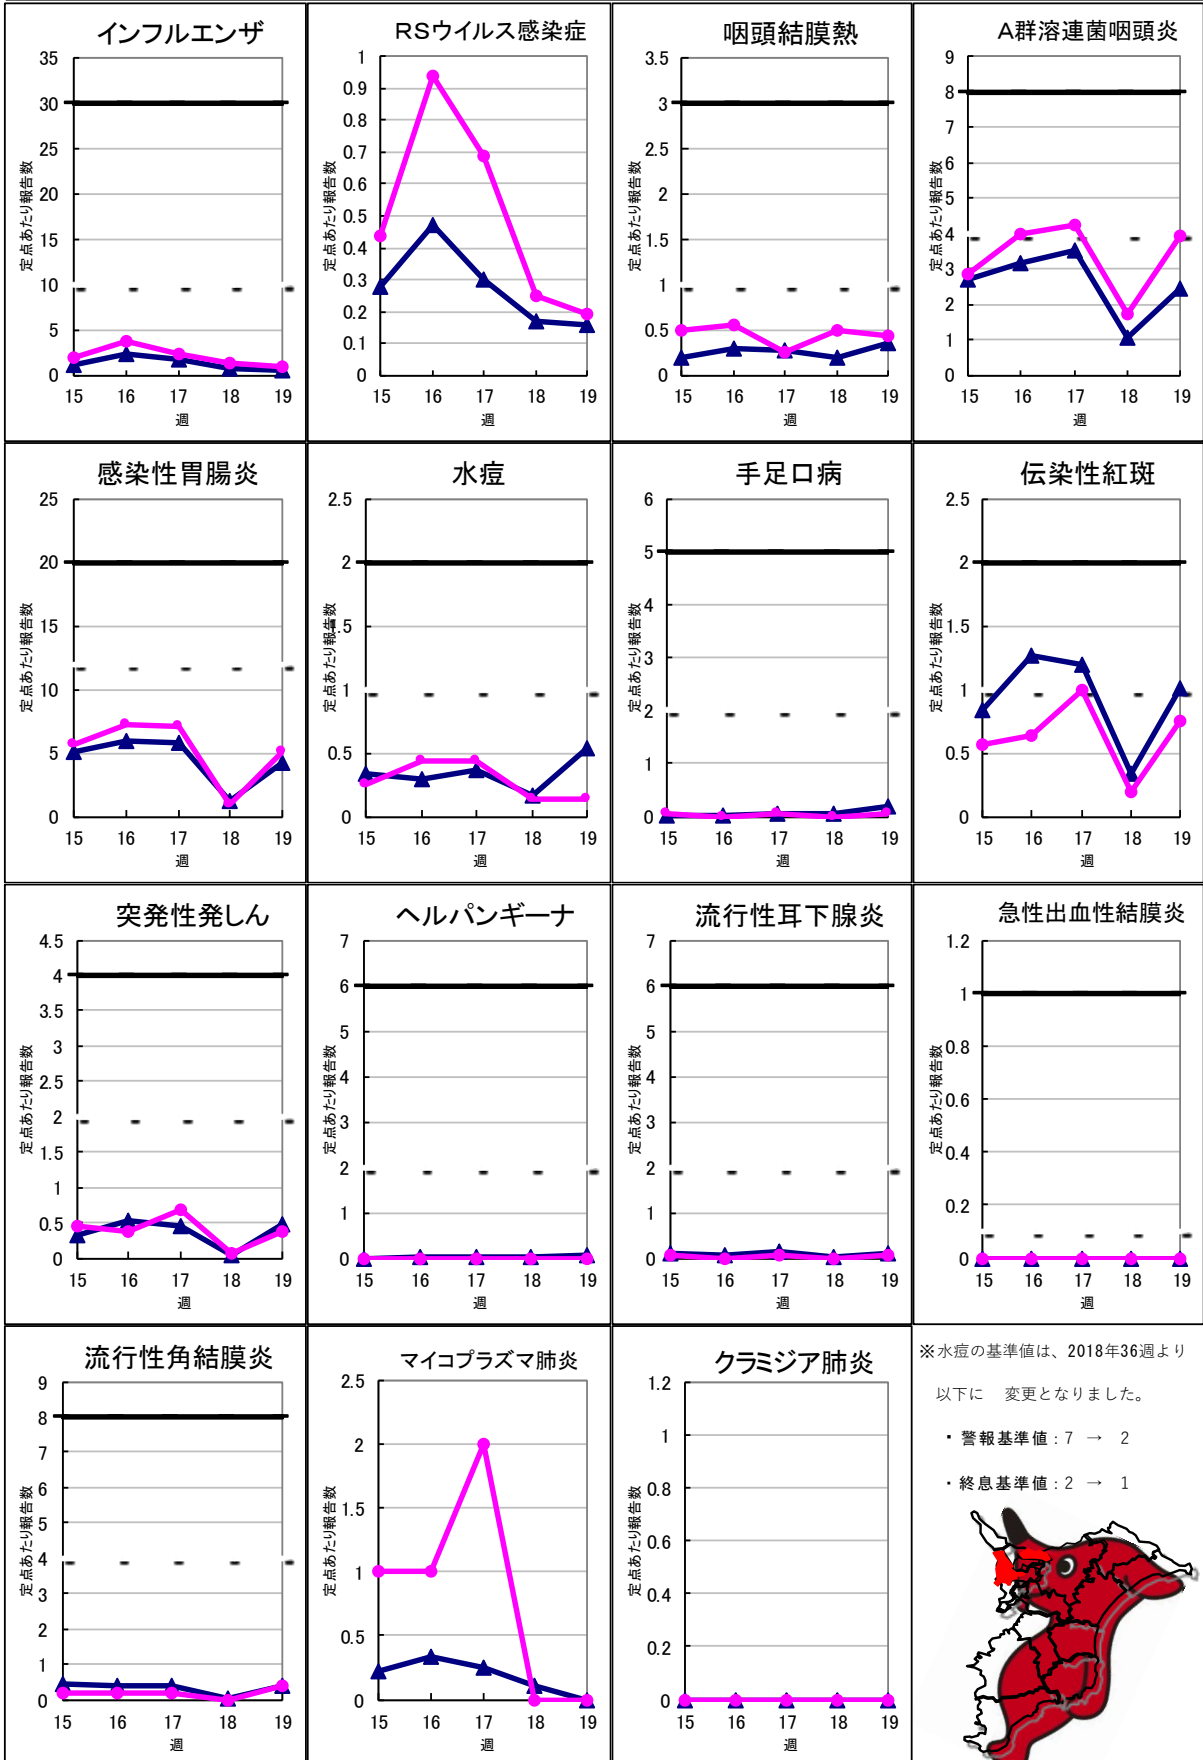 インフルエンザ
35
30
25
20
15
10
5
0
定点あたり報告数
15 16 17 18 19
週
RSウイルス感染症
1
0.9
0.8
0.7
0.6
0.5
0.4
0.3
0.2
0.1
0
定点あたり報告数
15 16 17 18 19
週
咽頭結膜熱
3.5
3
2.5
2
1.5
1
0.5
0
定点あたり報告数
15 16 17 18 19
週
A群溶連菌咽頭炎
9
8
7
6
5
4
3
2
1
0
定点あたり報告数
15 16 17 18 19
週
感染性胃腸炎
25
20
15
10
5
0
定点あたり報告数
15 16 17 18 19
週
水痘
2.5
2
1.5
1
0.5
0
定点あたり報告数
15 16 17 18 19
週
手足口病
6
5
4
3
2
1
0
定点あたり報告数
15 16 17 18 19
週
伝染性紅斑
2.5
2
1.5
1
0.5
0
定点あたり報告数
15 16 17 18 19
週
突発性発しん
4.5
4
3.5
3
2.5
2
1.5
1
0.5
0
定点あたり報告数
15 16 17 18 19
週
ヘルパンギーナ
7
6
5
4
3
2
1
0
定点あたり報告数
15 16 17 18 19
週
流行性耳下腺炎
7
6
5
4
3
2
1
0
定点あたり報告数
15 16 17 18 19
週
急性出血性結膜炎
1.2
1
0.8
0.6
0.4
0.2
0
定点あたり報告数
15 16 17 18 19
週
流行性角結膜炎
9
8
7
6
5
4
3
2
1
0
定点あたり報告数
15 16 17 18 19
週
マイコプラズマ肺炎
2.5
2
1.5
1
0.5
0
定点あたり報告数
15 16 17 18 19
週
クラミジア肺炎
1.2
1
0.8
0.6
0.4
0.2
0
定点あたり報告数
15 16 17 18 19
週
※水痘の基準値は、2018年36週より
以下に 変更となりました。
・警報基準値：7 → 2
・終息基準値：2 → 1